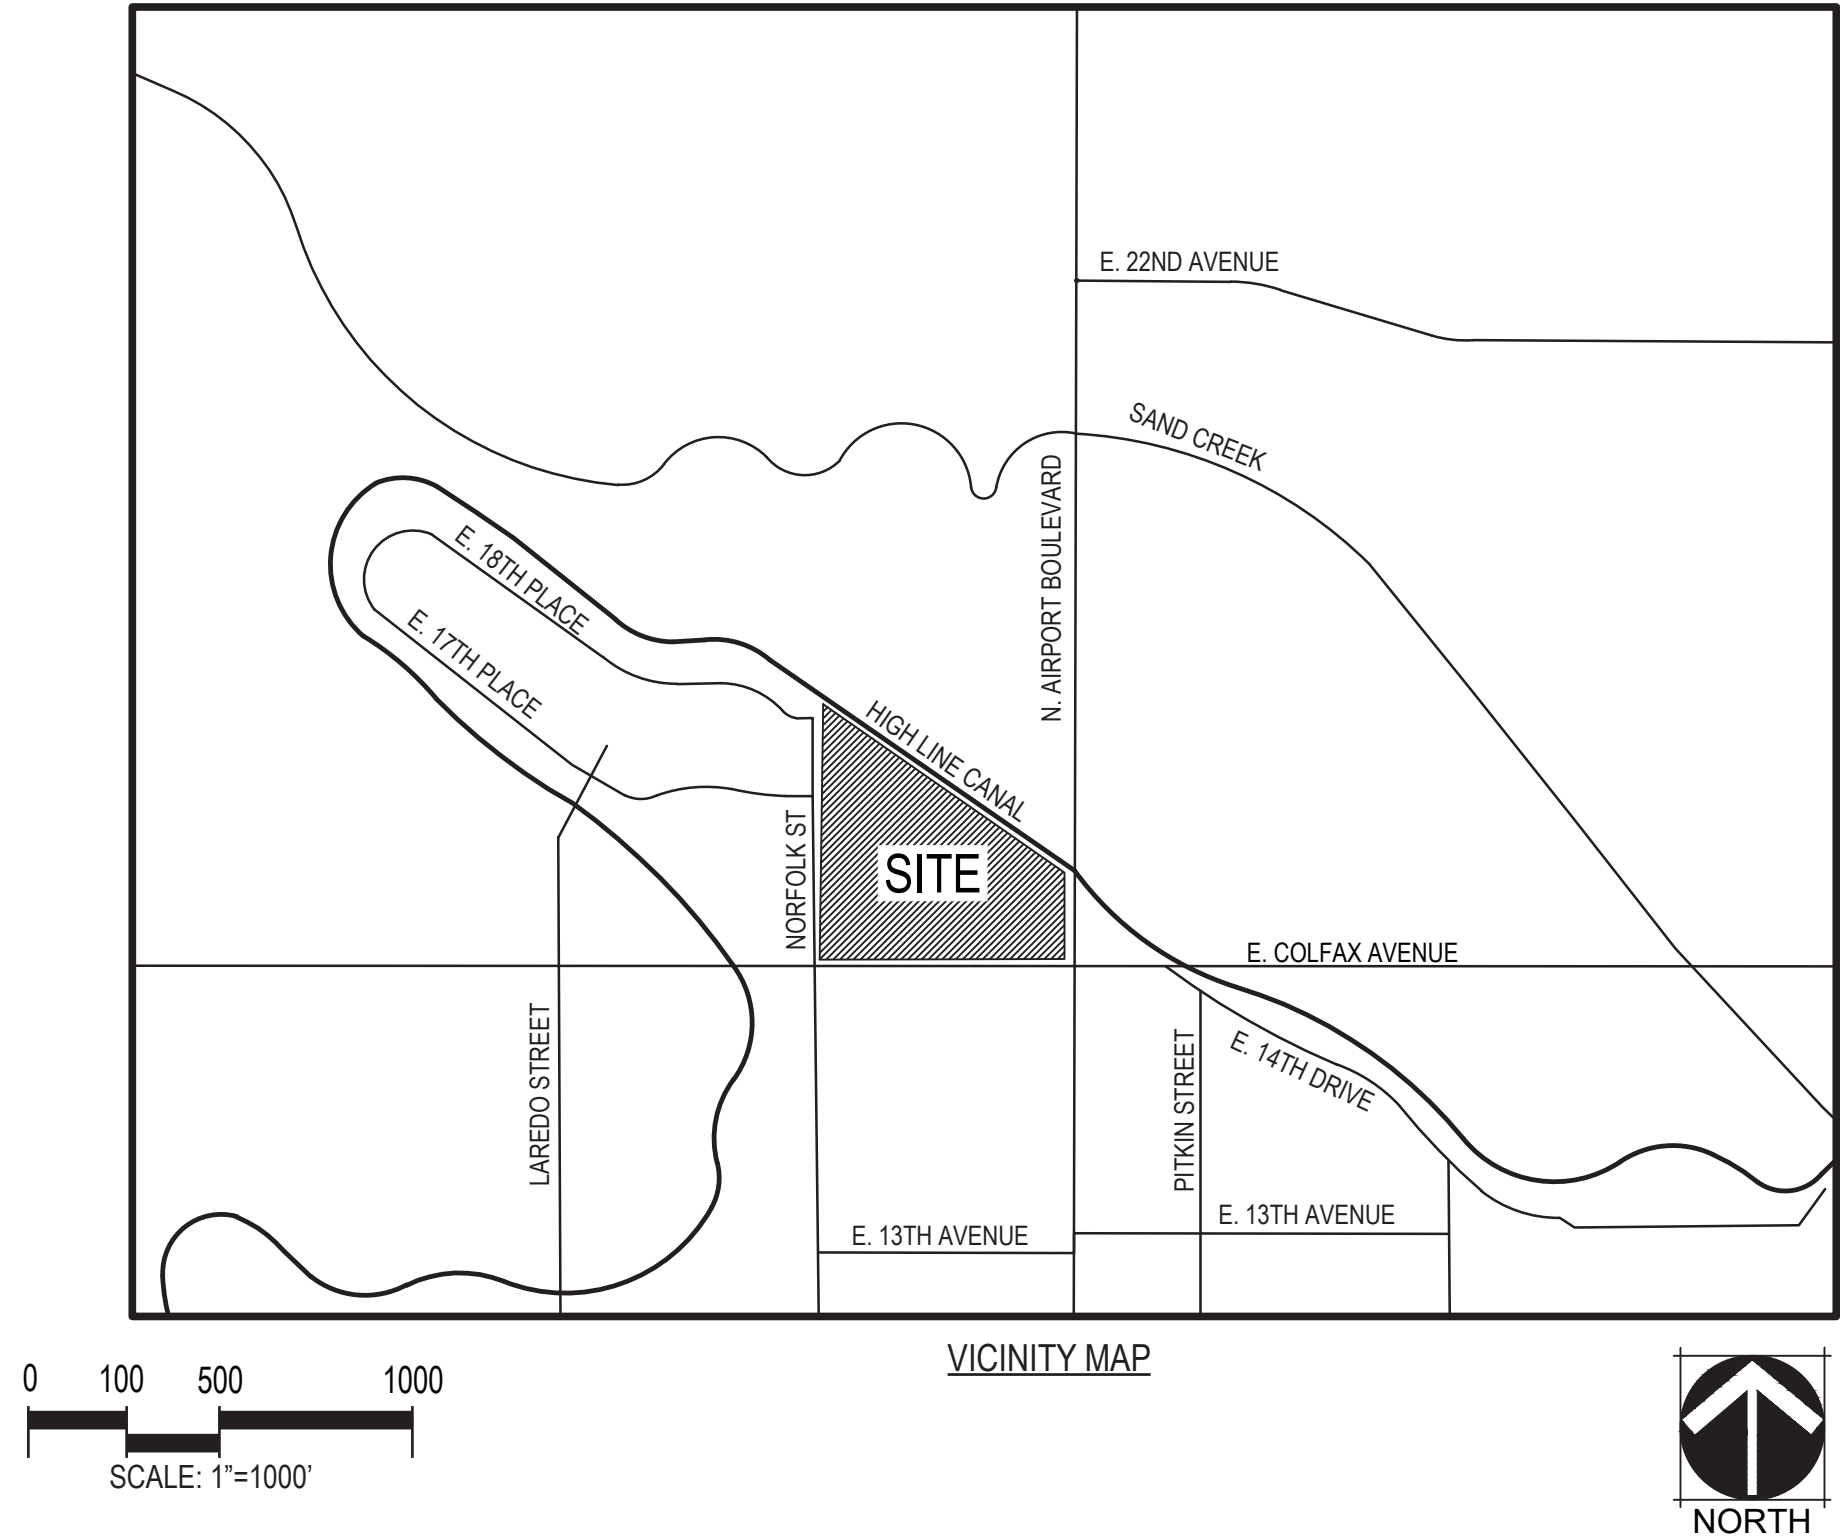 E. 22ND AVENUE
SAND CREEK
N. AIRPORT BOULEVARD
E. 18TH PLACE
E. 17TH PLACE
HIGH LINE CANAL
NORFOLK ST
SITE
E. COLFAX AVENUE
LAREDO STREET
PITKIN STREET
E. 14TH DRIVE
E. 13TH AVENUE
E. 13TH AVENUE
VICINITY MAP
0 100 500 1000
SCALE: 1”=1000’
NORTH